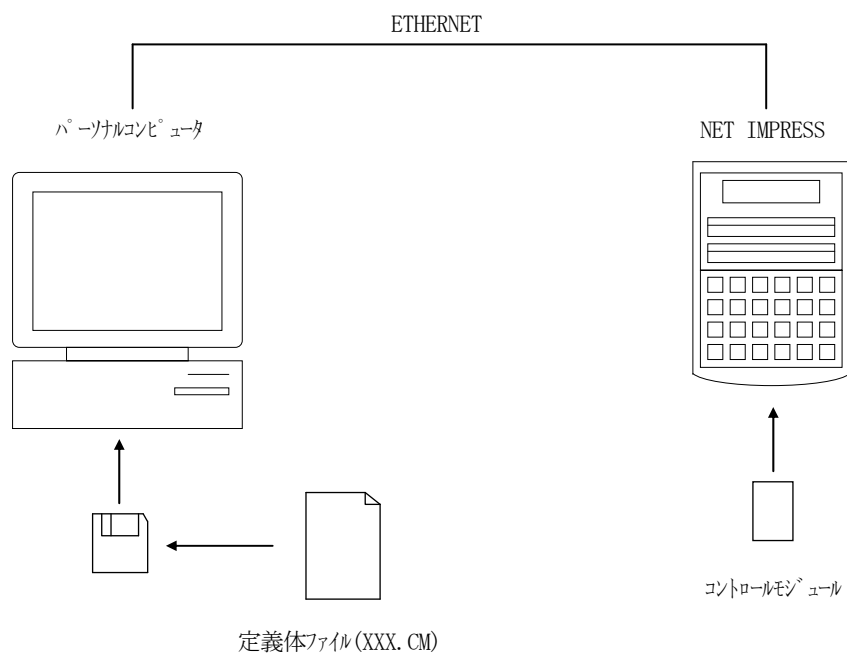 ETHERNET
ﾊﾟｰｿﾅﾙｺﾝﾋﾟｭｰﾀ
NET IMPRESS
ｺﾝﾄﾛｰﾙﾓｼﾞｭｰﾙ
定義体ﾌｧｲﾙ(XXX.CM)